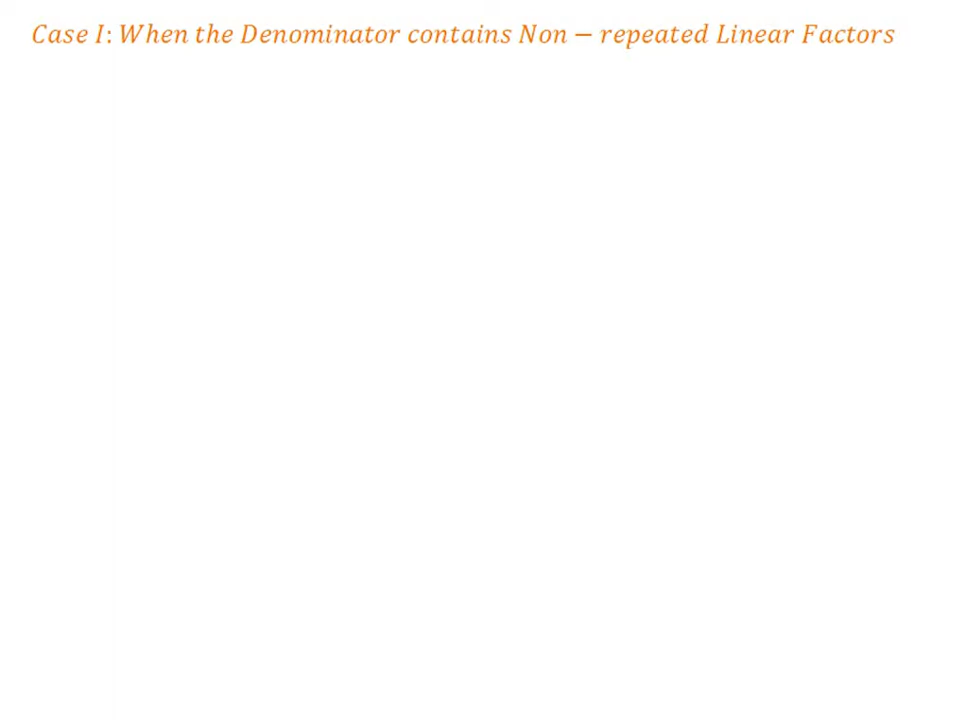 Case I: When the Denominator contains Non − repeated Linear Factors